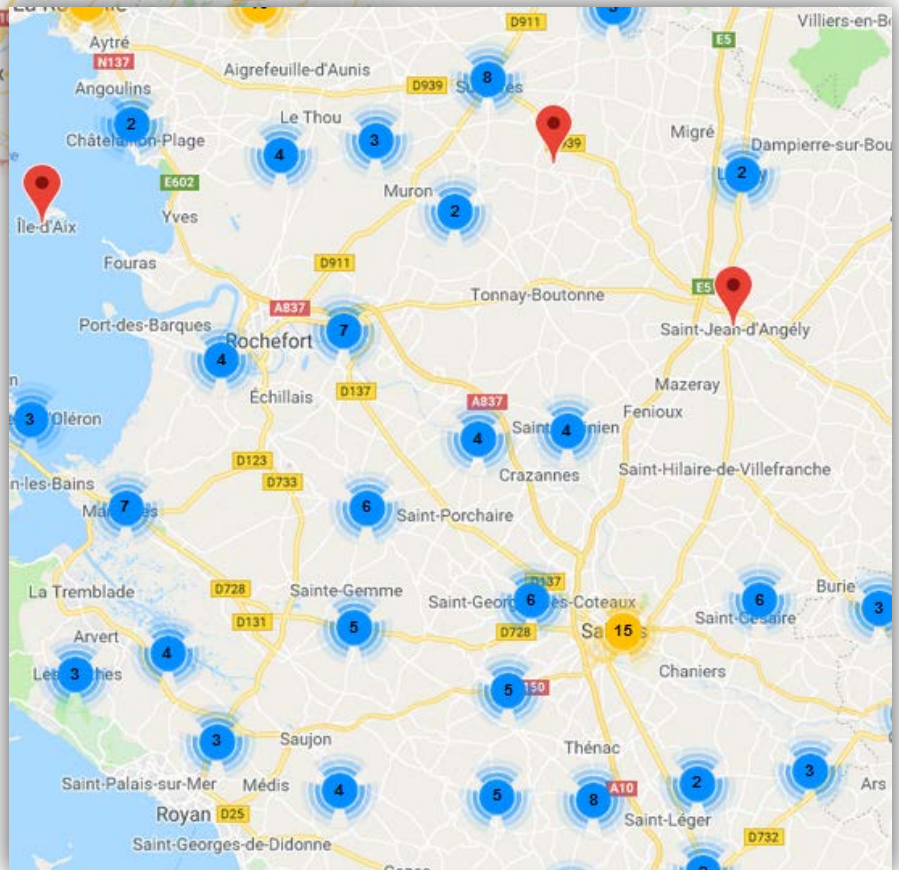 D911
Villiers-en-
E5
Aytré
N137
Aigrefeuille-d'Aunis
D939
8
Angoulins
Le Thou
2
3
4
Migré
Dampierre-sur-
2
E602
Muron
2
Île-d'Aix
Yves
Fouras
D911
E5
Tonnay-Boutonne
A837
Port-des-Barques
7
Saint-Jean-d'Angély
Rochefort
4
Mazeray
D137
Échillais
A837
Fenioux
3
d'Oléron
4
4
D123
Saint-Hilaire-de-Villefranche
Crazannes
D733
n-les-Bains
7
6
Saint-Porchaire
La Tremblade
D728
Sainte-Gemme
Burie
6
6
3
D131
5
D728
15
Arvert
4
3
Chaniers
5
3
Saujon
Thénac
Saint-Palais-sur-Mer
Médis
4
5
8
A10
2
3
Ars
Royan
D25
Saint-Léger
D732
Saint-Georges-de-Didonne